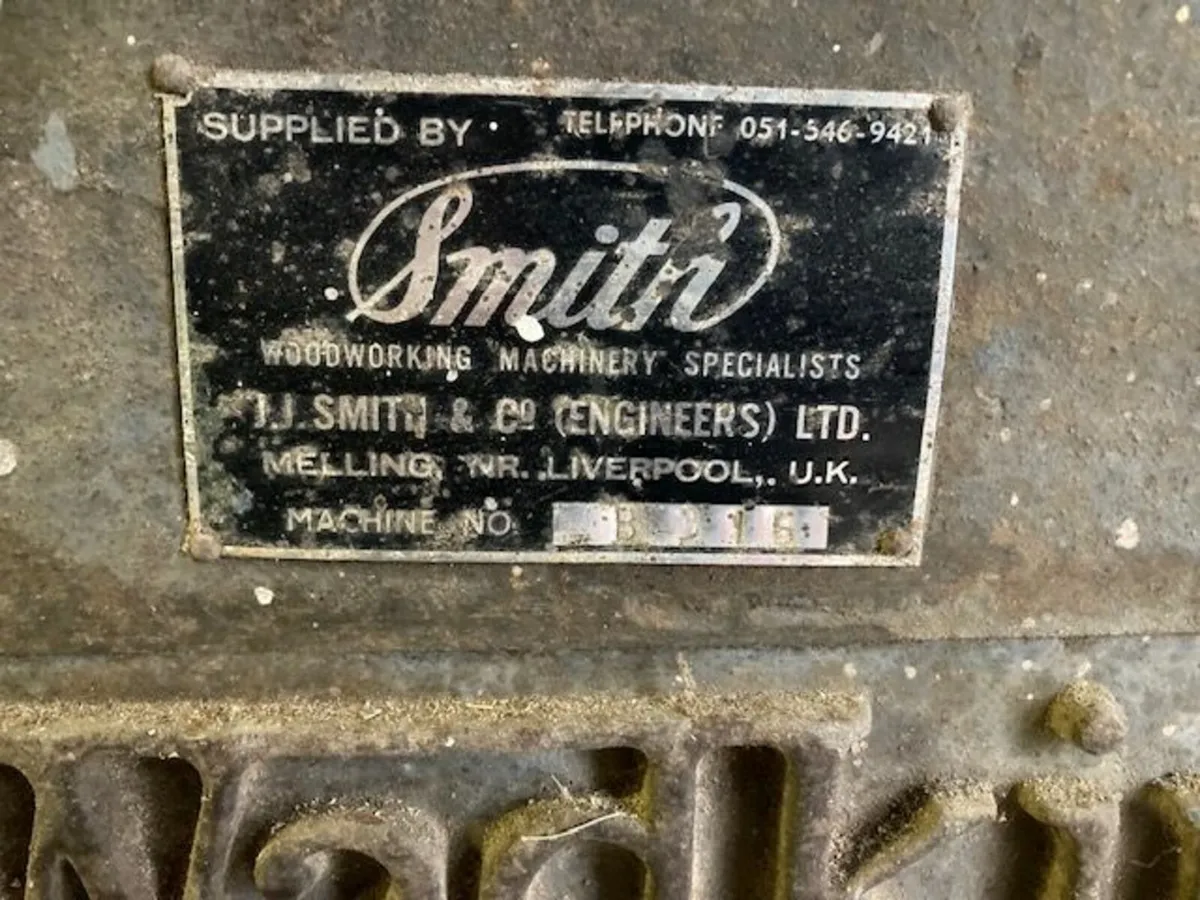 SUPPLIED BY TELEPHONE 051-546-9421
Smith
WOODWORKING MACHINERY SPECIALISTS
J.J. SMITH & Co (ENGINEERS) LTD.
MELLING, NR. LIVERPOOL, U.K.
MACHINE NO.
Wadkin